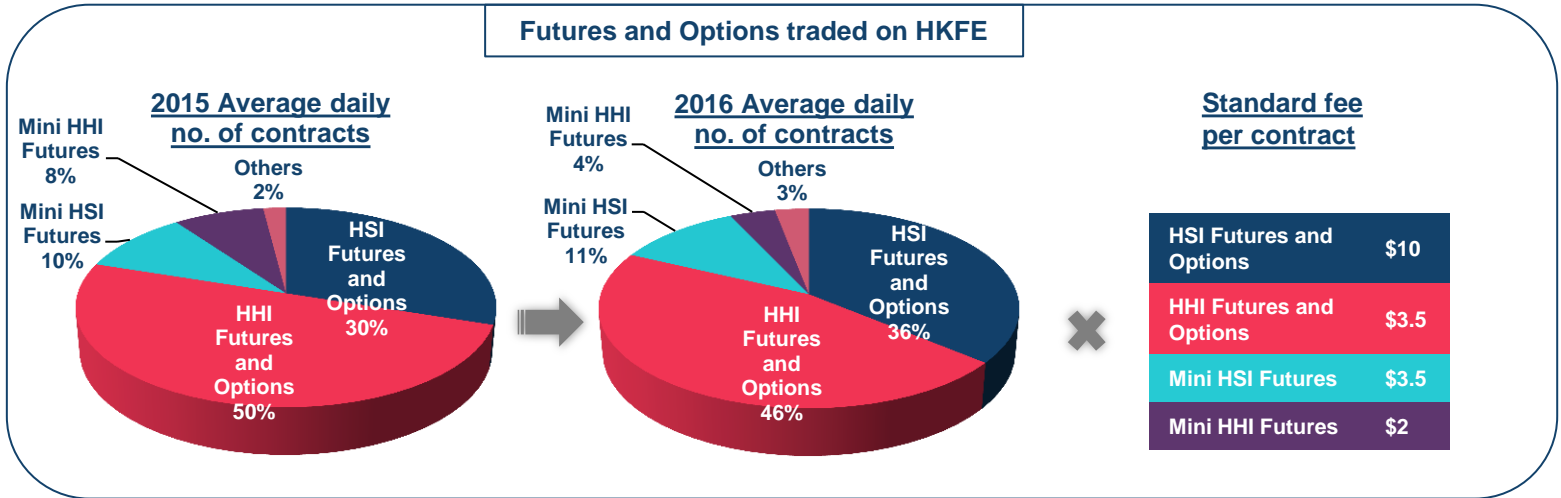 Futures and Options traded on HKFE
2015 Average daily
no. of contracts
Mini HHI
Futures
8%
Others
2%
Mini HSI
Futures
10%
HSI
Futures
and
Options
30%
HHI
Futures
and
Options
50%
2016 Average daily
no. of contracts
Mini HHI
Futures
4%
Others
3%
Mini HSI
Futures
11%
HSI
Futures
and
Options
36%
HHI
Futures
and
Options
46%
Standard fee
per contract
HSI Futures and
Options
$10
HHI Futures and
Options
$3.5
Mini HSI Futures $3.5
Mini HHI Futures $2